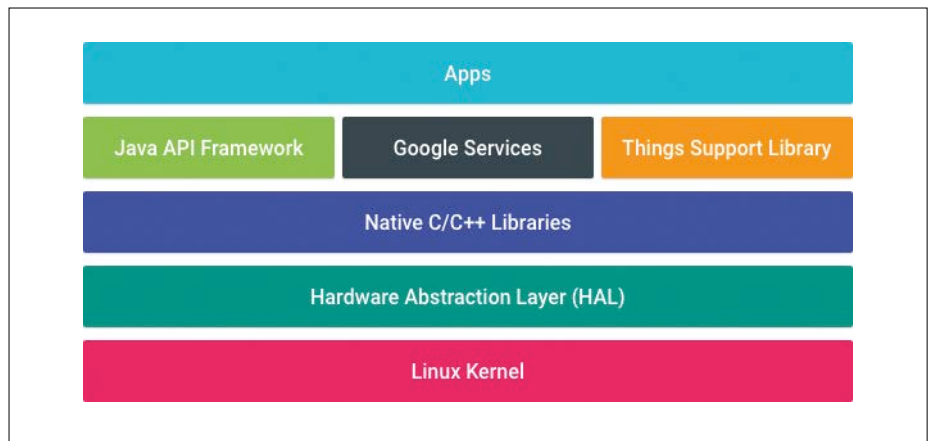 Apps
Java API Framework
Google Services
Things Support Library
Native C/C++ Libraries
Hardware Abstraction Layer (HAL)
Linux Kernel